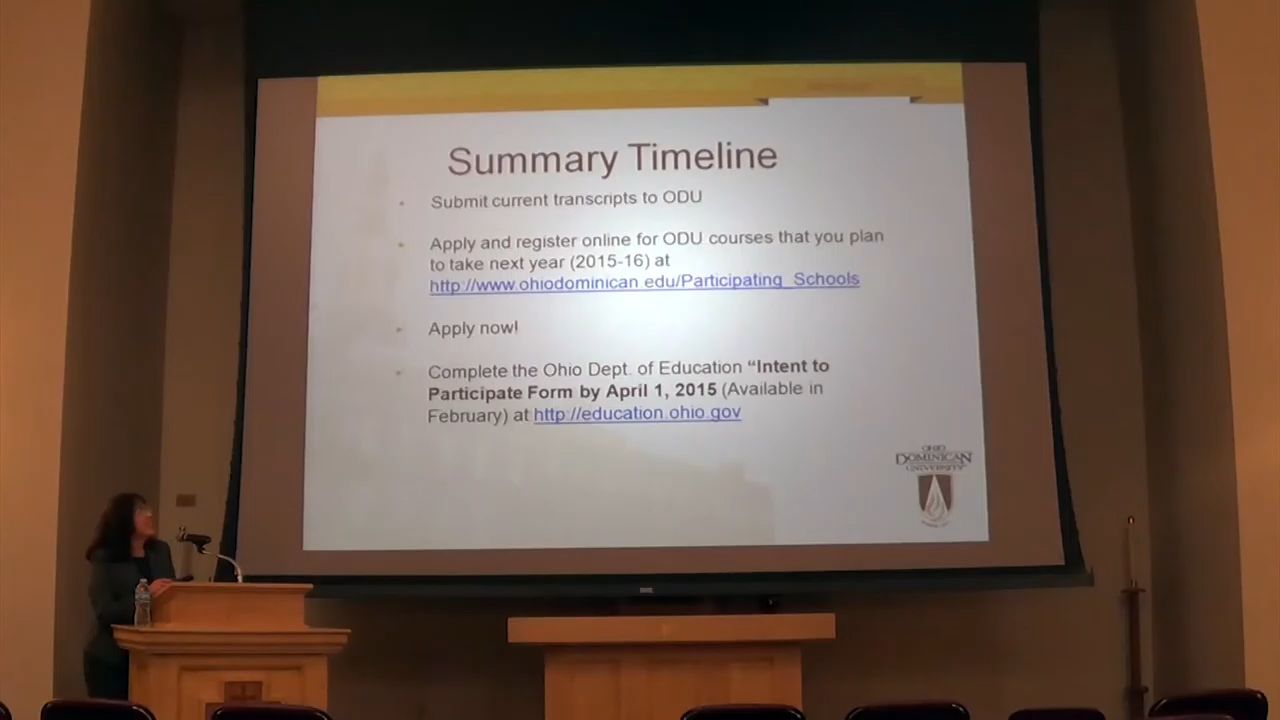 Summary Timeline
Submit current transcripts to ODU
Apply and register online for ODU courses that you plan
to take next year (2015-16) at
http://www.ohiodominican.edu/Participating_Schools
Apply now!
Complete the Ohio Dept. of Education “Intent to
Participate Form by April 1, 2015 (Available in
February) at http://education.ohio.gov
OHIO
DOMINICAN
UNIVERSITY